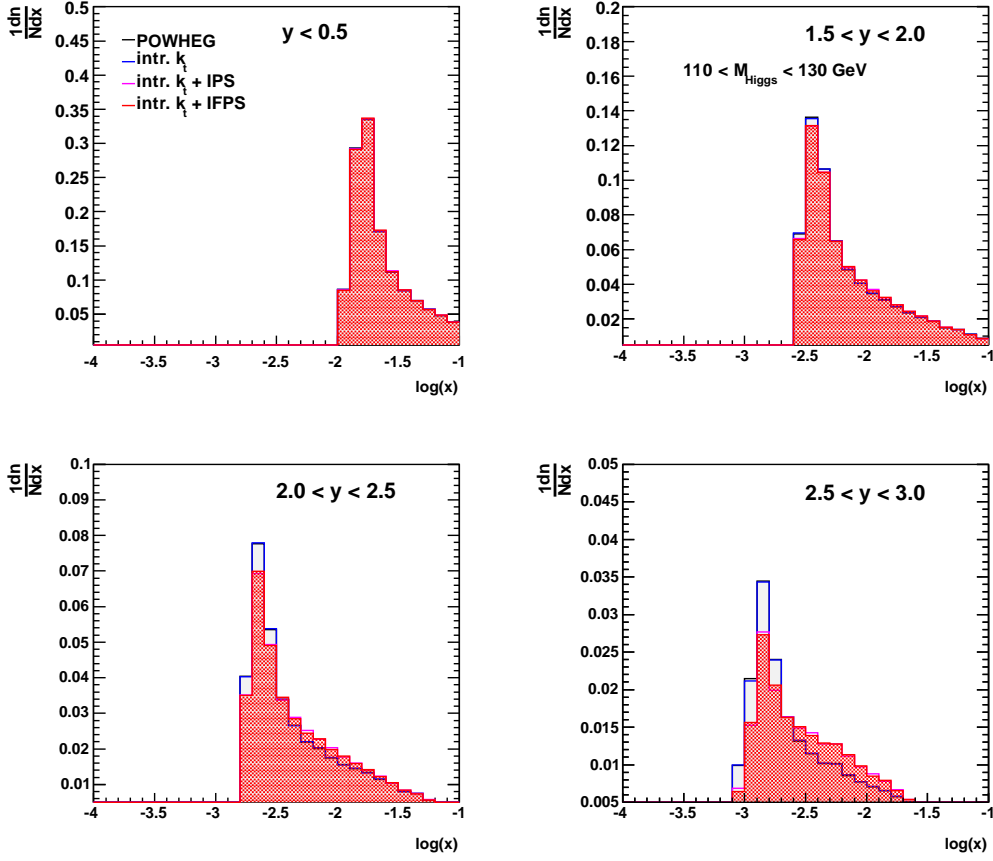 1dn
Ndx
y < 0.5
POWHEG
intr. k_t
intr. k_t + IPS
intr. k_t + IFPS
0.5
0.45
0.4
0.35
0.3
0.25
0.2
0.15
0.1
0.05
-4 -3.5 -3 -2.5 -2 -1.5 -1
log(x)
1dn
Ndx
1.5 < y < 2.0
110 < M_Higgs < 130 GeV
0.2
0.18
0.16
0.14
0.12
0.1
0.08
0.06
0.04
0.02
-4 -3.5 -3 -2.5 -2 -1.5 -1
log(x)
1dn
Ndx
2.0 < y < 2.5
0.1
0.09
0.08
0.07
0.06
0.05
0.04
0.03
0.02
0.01
-4 -3.5 -3 -2.5 -2 -1.5 -1
log(x)
1dn
Ndx
2.5 < y < 3.0
0.05
0.045
0.04
0.035
0.03
0.025
0.02
0.015
0.01
0.005
-4 -3.5 -3 -2.5 -2 -1.5 -1
log(x)